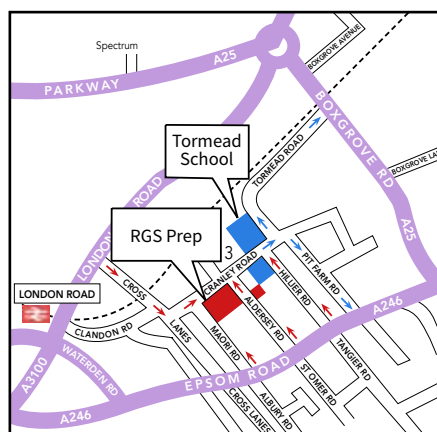 Spectrum
A25
PARKWAY
BOXGROVE AVENUE
BOXGROVE RD
BOXGROVE LA
A25
TORMEAD ROAD
Tormead
School
LONDON ROAD
RGS Prep
3
CRANLEY ROAD
PIT FARM RD
HILLIER RD
LONDON ROAD
CROSS
LANES
CLANDON RD
MAORI RD
ALDERSEY RD
TANGIER RD
A246
A3100
WATERDEN RD
EPSOM ROAD
ST OMER RD
ALBURY RD
CROSS LANES
A246